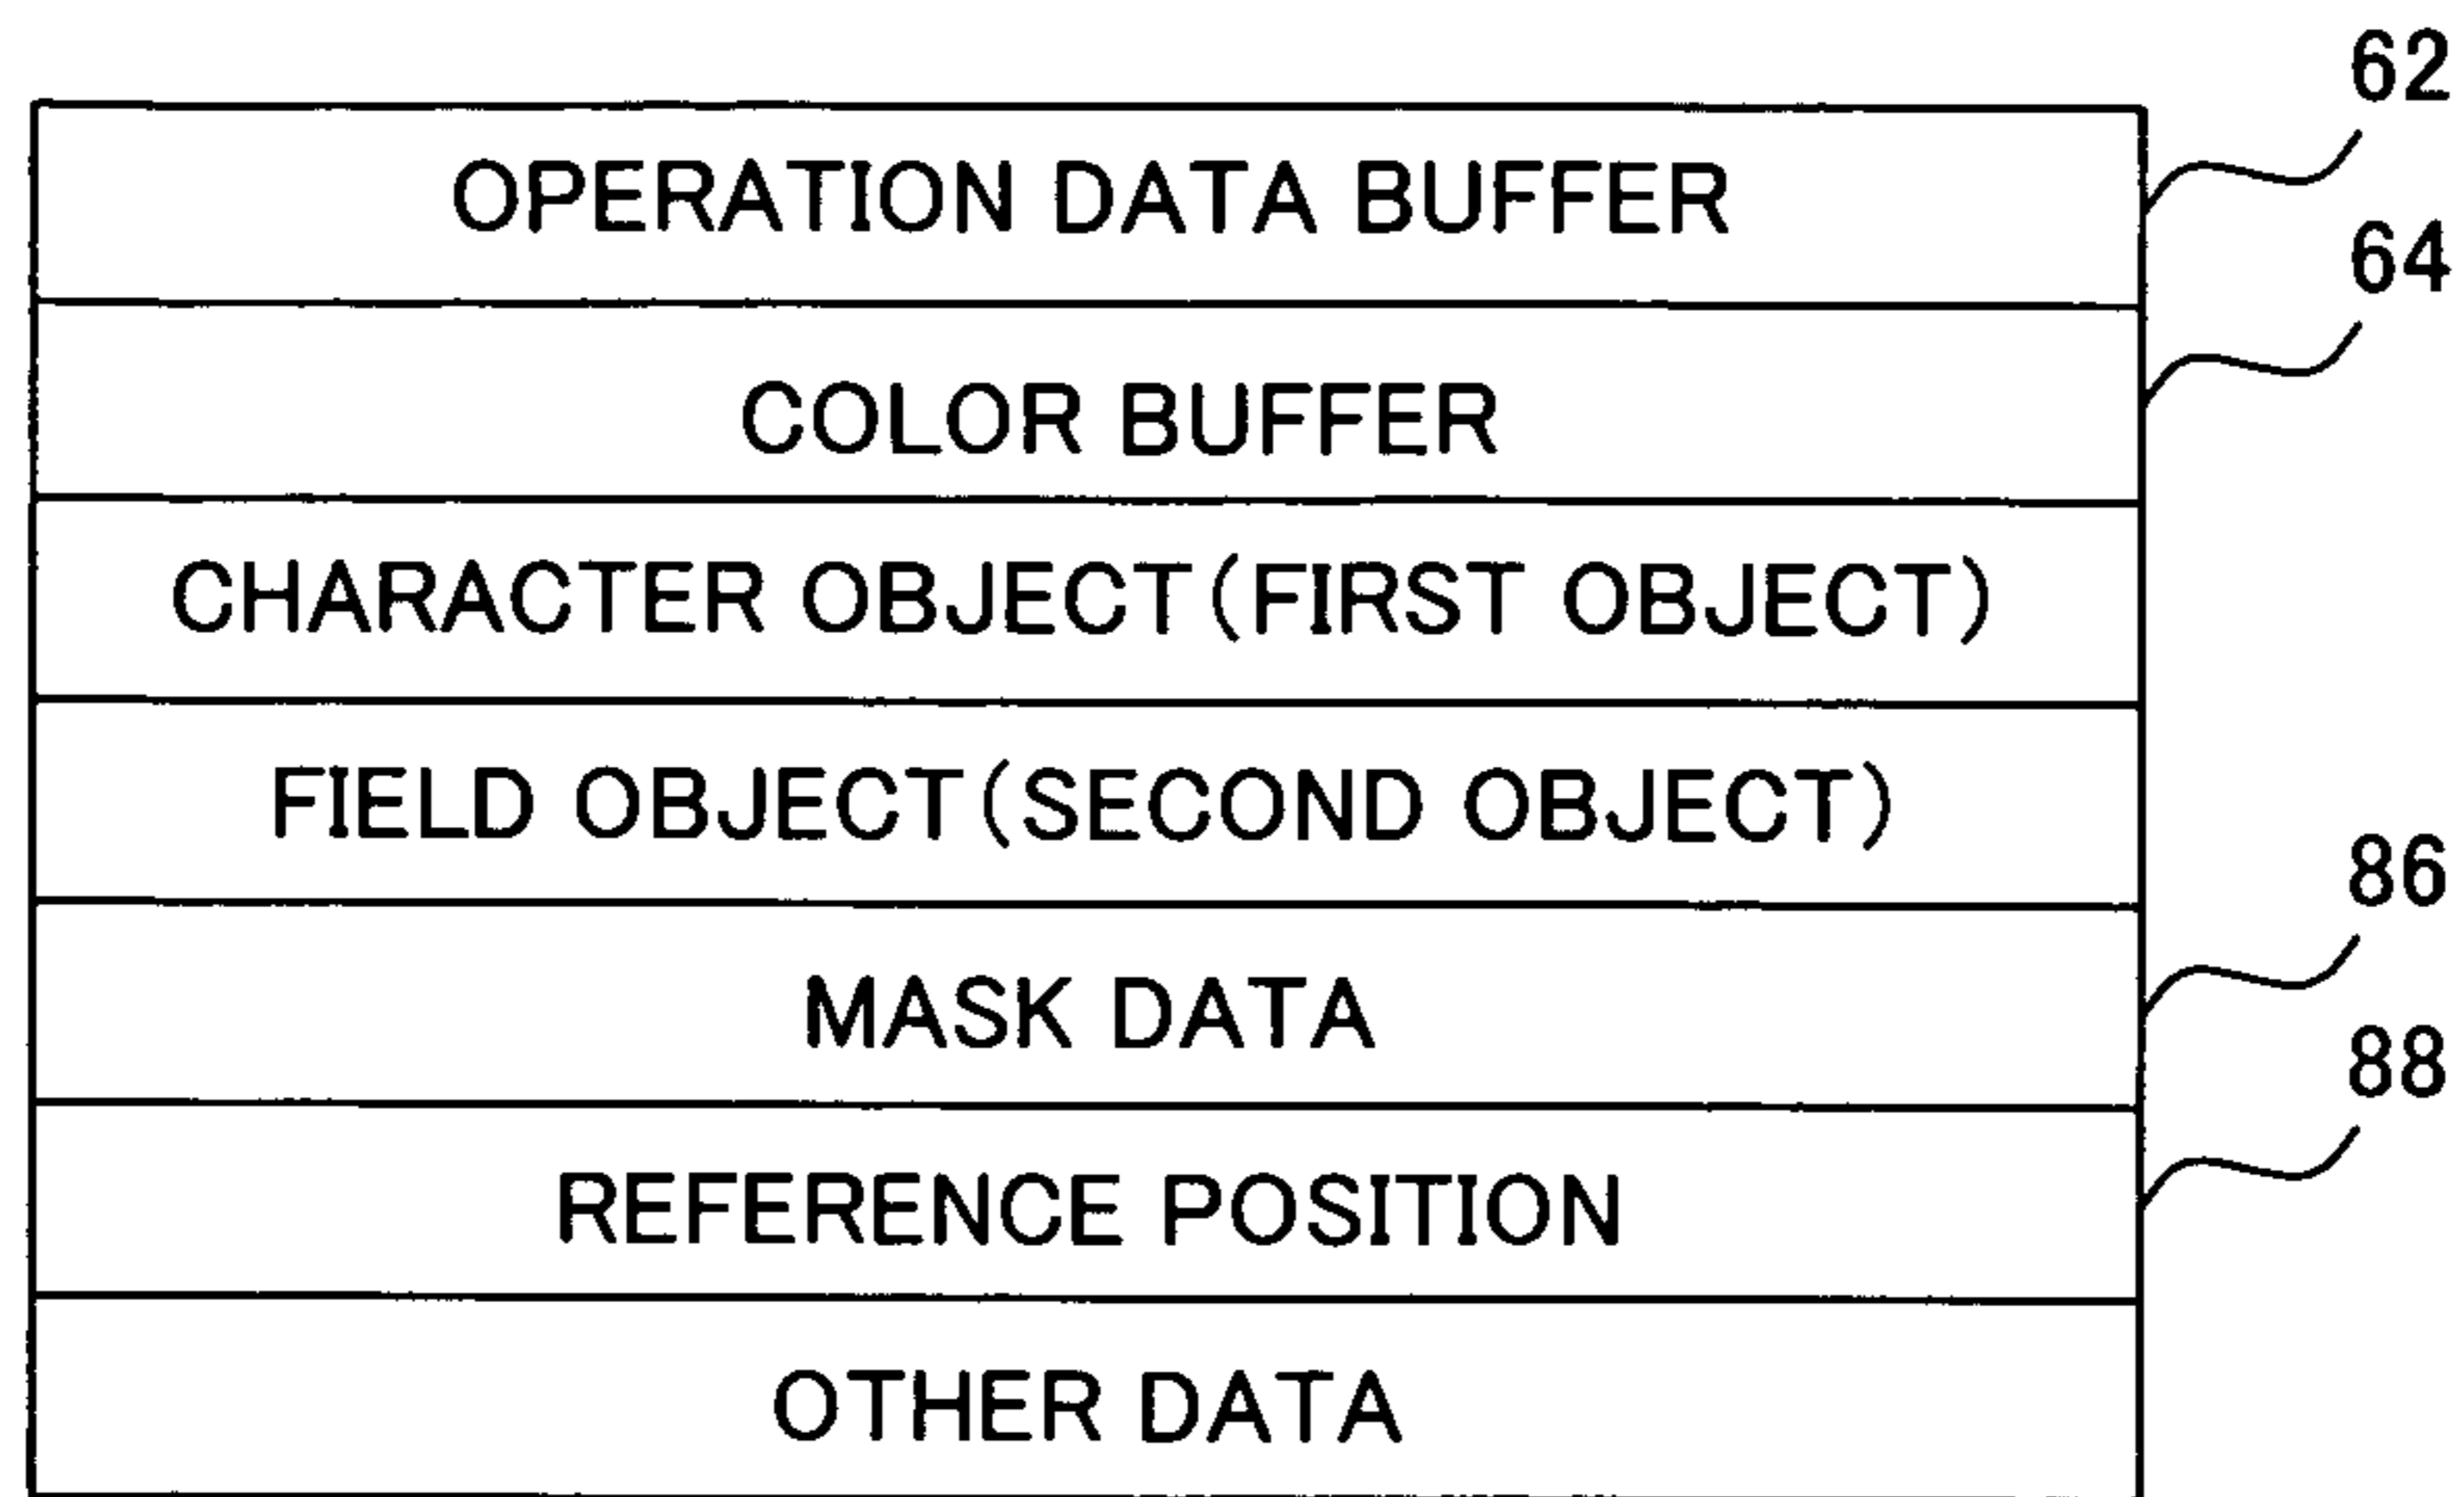 62
OPERATION DATA BUFFER
64
COLOR BUFFER
CHARACTER OBJECT(FIRST OBJECT)
FIELD OBJECT(SECOND OBJECT)
86
MASK DATA
88
REFERENCE POSITION
OTHER DATA